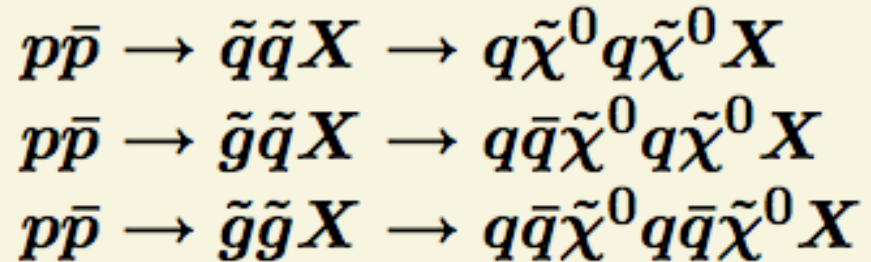 pp̄ → q̃q̃X → qχ̃⁰qχ̃⁰X
pp̄ → g̃q̃X → qq̄χ̃⁰qχ̃⁰X
pp̄ → g̃g̃X → qq̄χ̃⁰qq̄χ̃⁰X